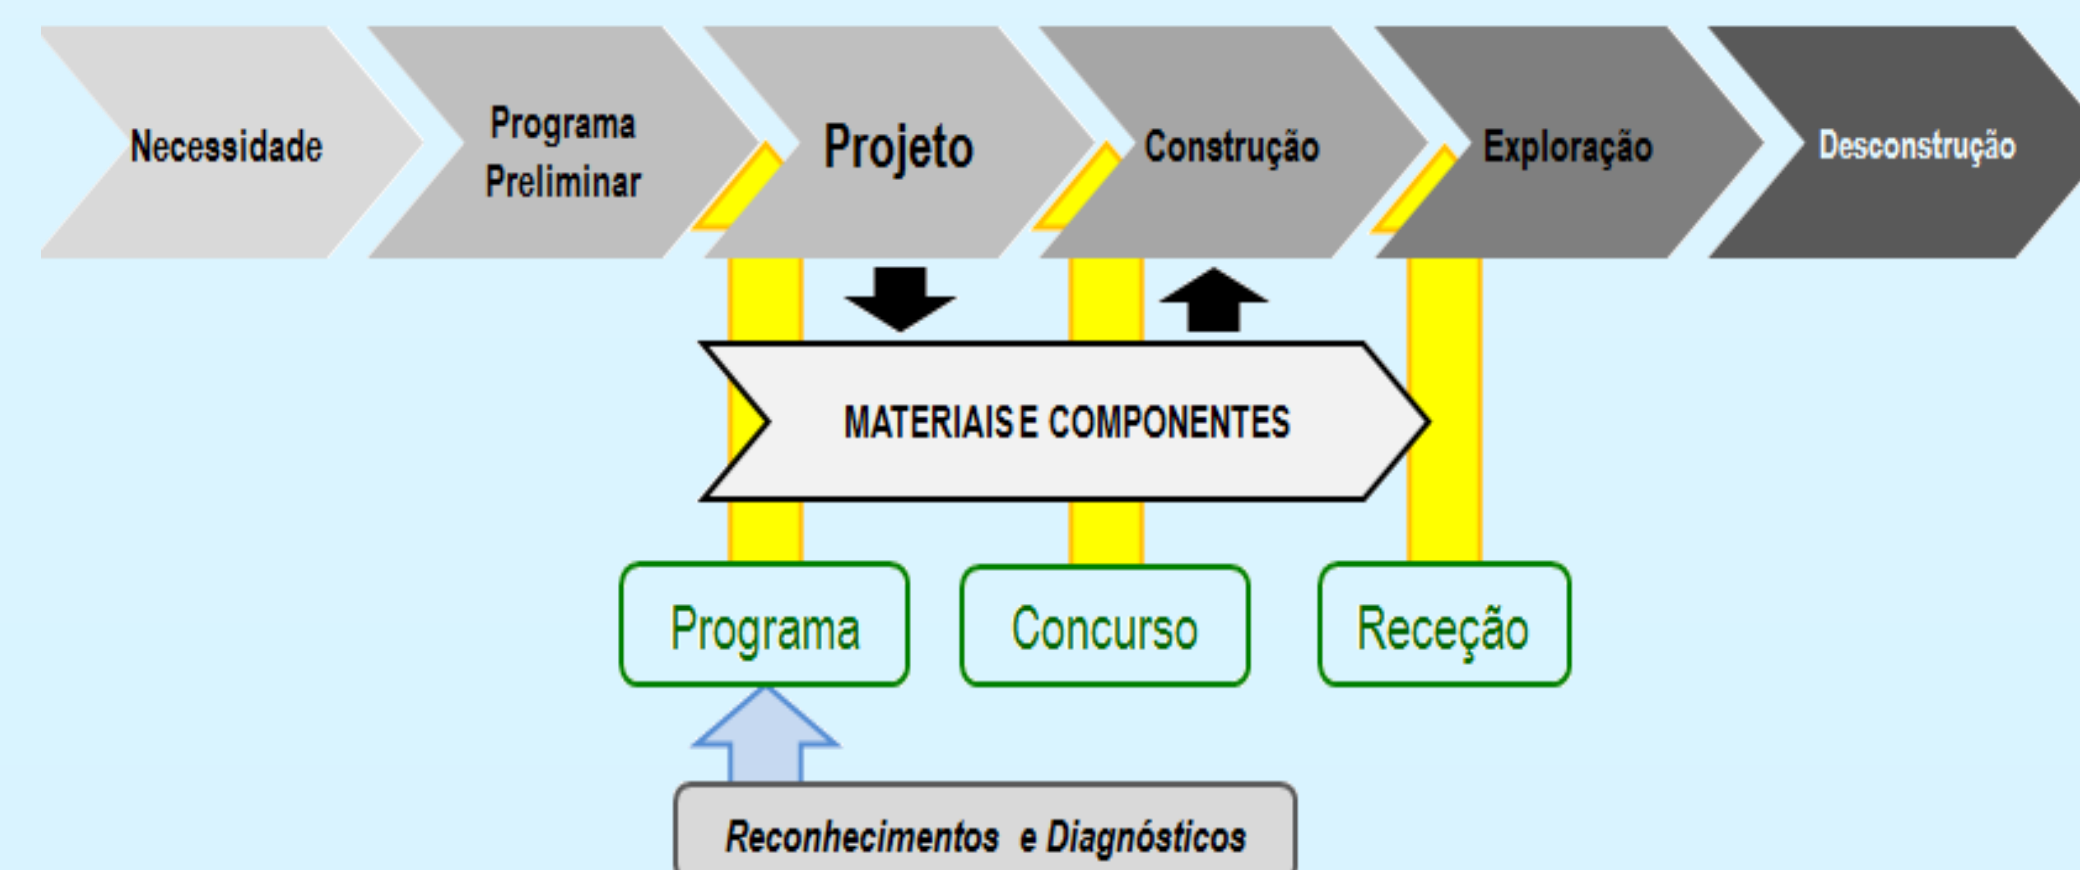 Necessidade
Programa
Preliminar
Projeto
Construção
Exploração
Desconstrução
MATERIAIS E COMPONENTES
Programa
Concurso
Receção
Reconhecimentos e Diagnósticos